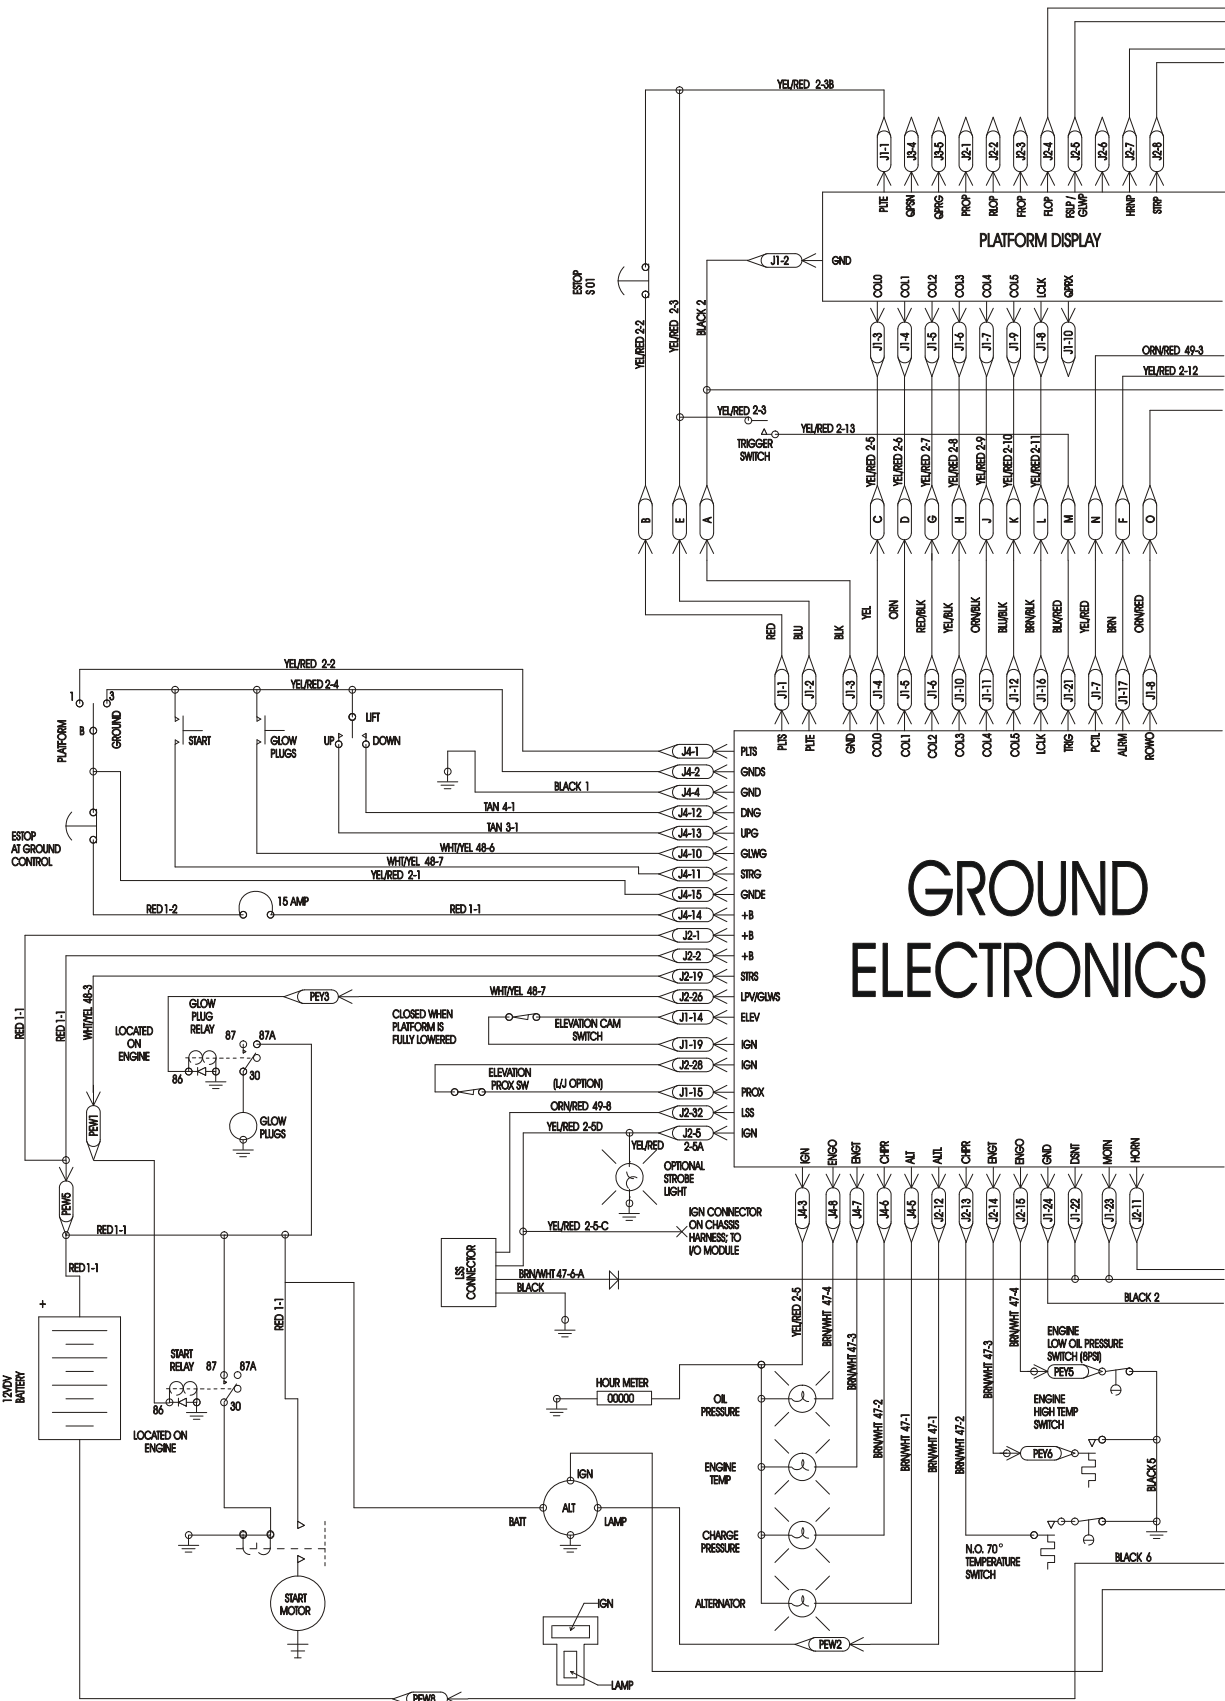 YEL/RED 2-3B
J1-1
J3-4
J3-5
J2-1
J2-2
J2-3
J2-4
J2-5
J2-6
J2-7
J2-8
PLTE
QPSN
QPRG
PROP
RLOP
FROP
FLOP
FSLP /
GLWP
HRNP
STRP
PLATFORM DISPLAY
J1-2
GND
ESTOP
S 01
COL0
COL1
COL2
COL3
COL4
COL5
LCLK
QPRX
YEL/RED 2-2
YEL/RED 2-3
BLACK 2
J1-3
J1-4
J1-5
J1-6
J1-7
J1-9
J1-8
J1-10
ORN/RED 49-3
YEL/RED 2-12
YEL/RED 2-3
YEL/RED 2-13
TRIGGER
SWITCH
YEL/RED 2-5
YEL/RED 2-6
YEL/RED 2-7
YEL/RED 2-8
YEL/RED 2-9
YEL/RED 2-10
YEL/RED 2-11
B
E
A
C
D
G
H
J
K
L
M
N
F
O
RED
BLU
BLK
YEL
ORN
RED/BLK
YEL/BLK
ORN/BLK
BLU/BLK
BRN/BLK
BLK/RED
YEL/RED
BRN
ORN/RED
J1-1
J1-2
J1-3
J1-4
J1-5
J1-6
J1-10
J1-11
J1-12
J1-16
J1-21
J1-7
J1-17
J1-8
PLTS
PLTE
GND
COL0
COL1
COL2
COL3
COL4
COL5
LCLK
TRIG
PCTL
ALRM
ROWO
YEL/RED 2-2
YEL/RED 2-4
1
3
B
PLATFORM
GROUND
START
GLOW
PLUGS
LIFT
UP
DOWN
J4-1 PLTS
J4-2 GNDS
BLACK 1 J4-4 GND
TAN 4-1 J4-12 DNG
TAN 3-1 J4-13 UPG
WHT/YEL 48-6 J4-10 GLWG
WHT/YEL 48-7 J4-11 STRG
YEL/RED 2-1 J4-15 GNDE
ESTOP
AT GROUND
CONTROL
RED 1-2 15 AMP RED 1-1 J4-14 +B
J2-1 +B
J2-2 +B
J2-19 STRS
WHT/YEL 48-7 J2-26 LPV/GLWS
J1-14 ELEV
J1-19 IGN
J2-28 IGN
J1-15 PROX
ORN/RED 49-8 J2-32 LSS
YEL/RED 2-5D J2-5 IGN
GROUND
ELECTRONICS
RED 1-1
RED 1-1
WHT/YEL 48-3
PEY3
GLOW
PLUG
RELAY
LOCATED
ON
ENGINE
87
87A
86
30
GLOW
PLUGS
CLOSED WHEN
PLATFORM IS
FULLY LOWERED
ELEVATION CAM
SWITCH
ELEVATION
PROX SW
(L/J OPTION)
YEL/RED 2-5A
OPTIONAL
STROBE
LIGHT
PEW1
PEW5
RED 1-1
RED 1-1
YEL/RED 2-5-C
IGN CONNECTOR
ON CHASSIS
HARNESS; TO
I/O MODULE
LSS
CONNECTOR
BRN/WHT 47-6-A
BLACK
IGN
ENGO
ENGT
CHPR
ALT
ALTL
CHPR
ENGT
ENGO
GND
DSNT
MOTN
HORN
J4-3
J4-8
J4-7
J4-6
J4-5
J2-12
J2-13
J2-14
J2-15
J1-24
J1-22
J1-23
J2-11
BLACK 2
YEL/RED 2-5
BRN/WHT 47-4
BRN/WHT 47-3
BRN/WHT 47-2
BRN/WHT 47-1
BRN/WHT 47-1
BRN/WHT 47-2
BRN/WHT 47-3
BRN/WHT 47-4
+
12VDV
BATTERY
RED 1-1
START
RELAY
87
87A
86
30
LOCATED ON
ENGINE
HOUR METER
00000
OIL
PRESSURE
ENGINE
TEMP
CHARGE
PRESSURE
ALTERNATOR
ENGINE
LOW OIL PRESSURE
SWITCH (8PSI)
PEY5
ENGINE
HIGH TEMP
SWITCH
PEY6
BLACK 5
N.O. 70°
TEMPERATURE
SWITCH
BLACK 6
IGN
BATT
ALT
LAMP
START
MOTOR
IGN
LAMP
PEW2
PEW8